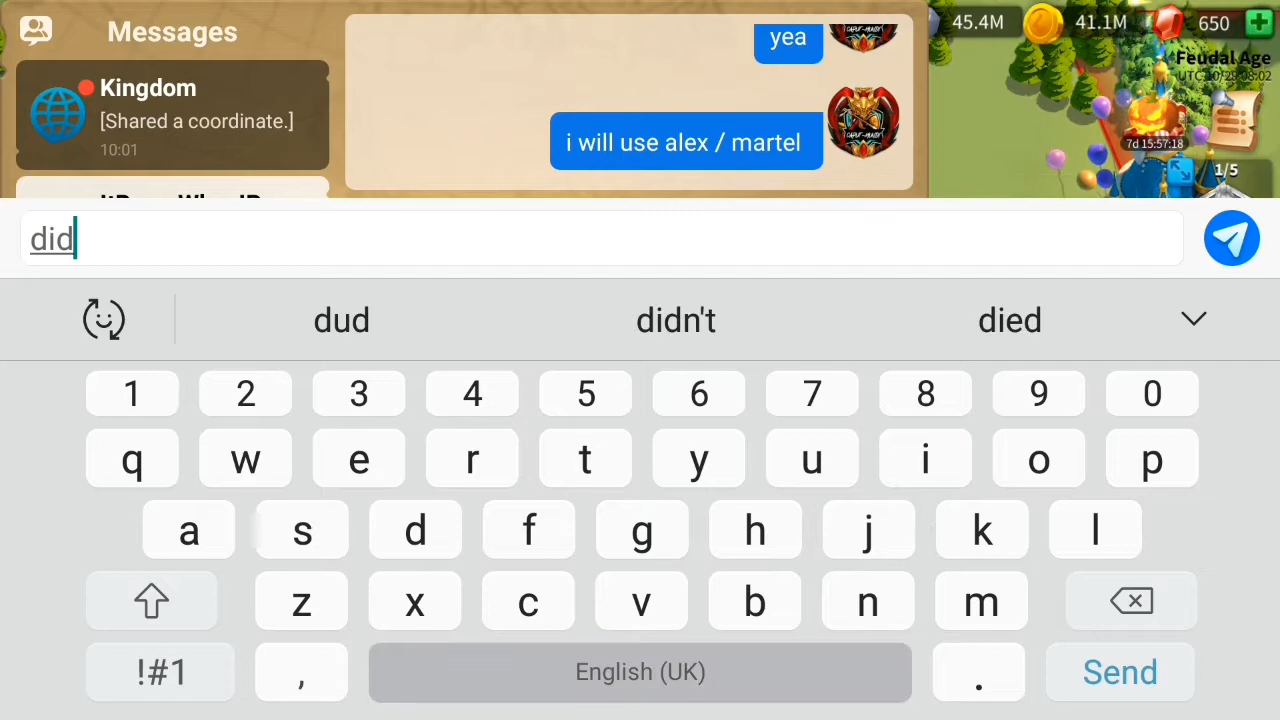 Messages
Kingdom
[Shared a coordinate.]
10:01
yea
i will use alex / martel
45.4M
41.1M
650
Feudal Age
7d 15:57:18
1/5
did
dud
didn't
died
1 2 3 4 5 6 7 8 9 0
q w e r t y u i o p
a s d f g h j k l
z x c v b n m
!#1 , English (UK) . Send